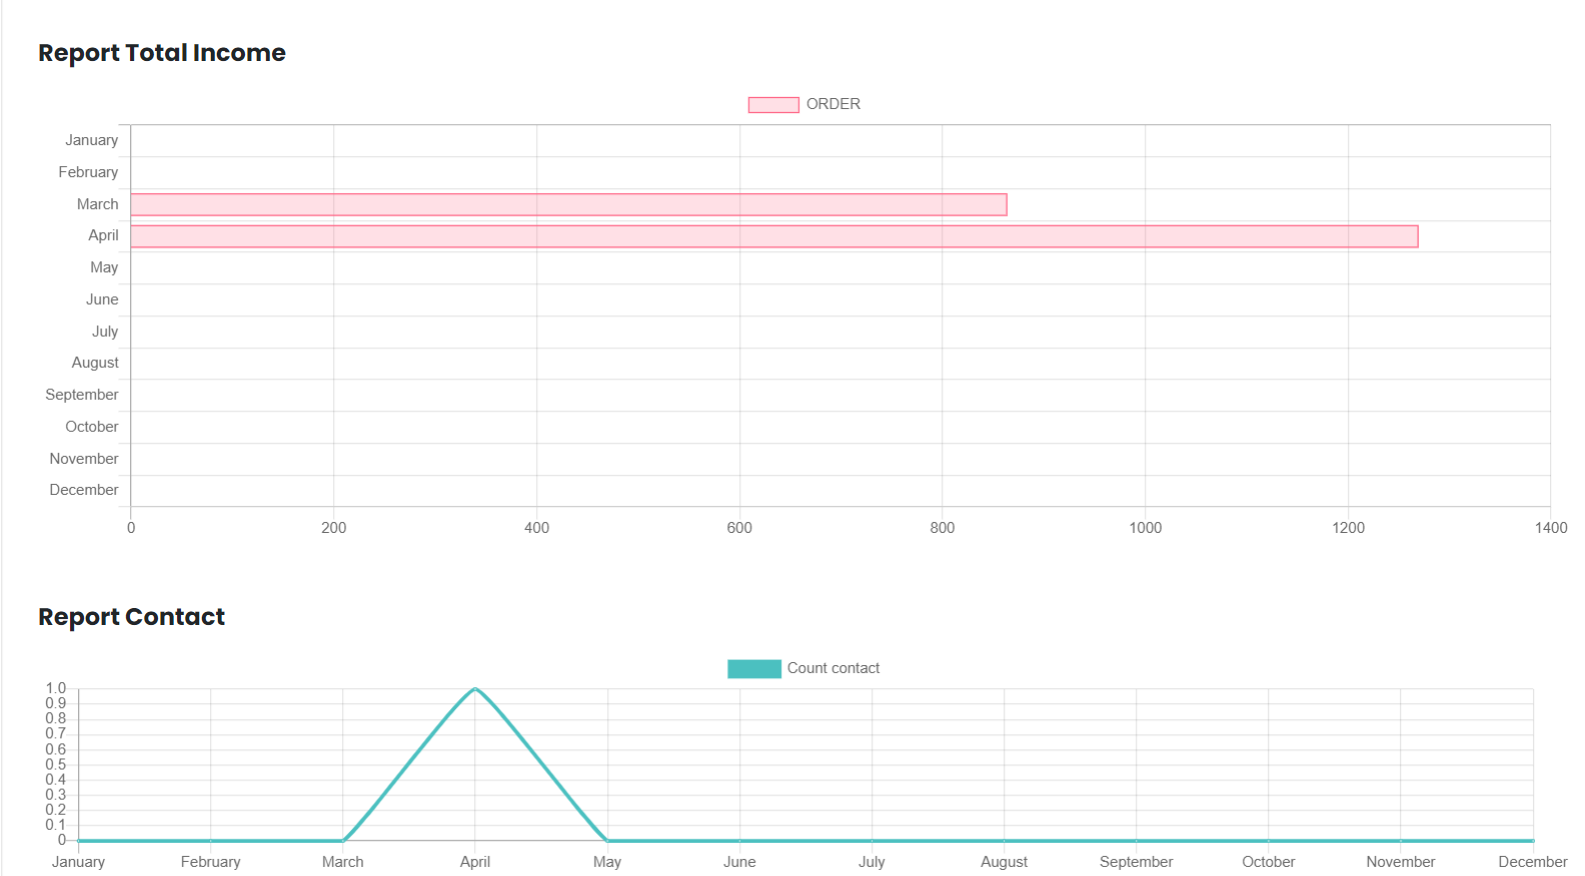 Report Total Income
ORDER
January
February
March
April
May
June
July
August
September
October
November
December
0 200 400 600 800 1000 1200 1400
Report Contact
Count contact
1.0
0.9
0.8
0.7
0.6
0.5
0.4
0.3
0.2
0.1
0
January February March April May June July August September October November December